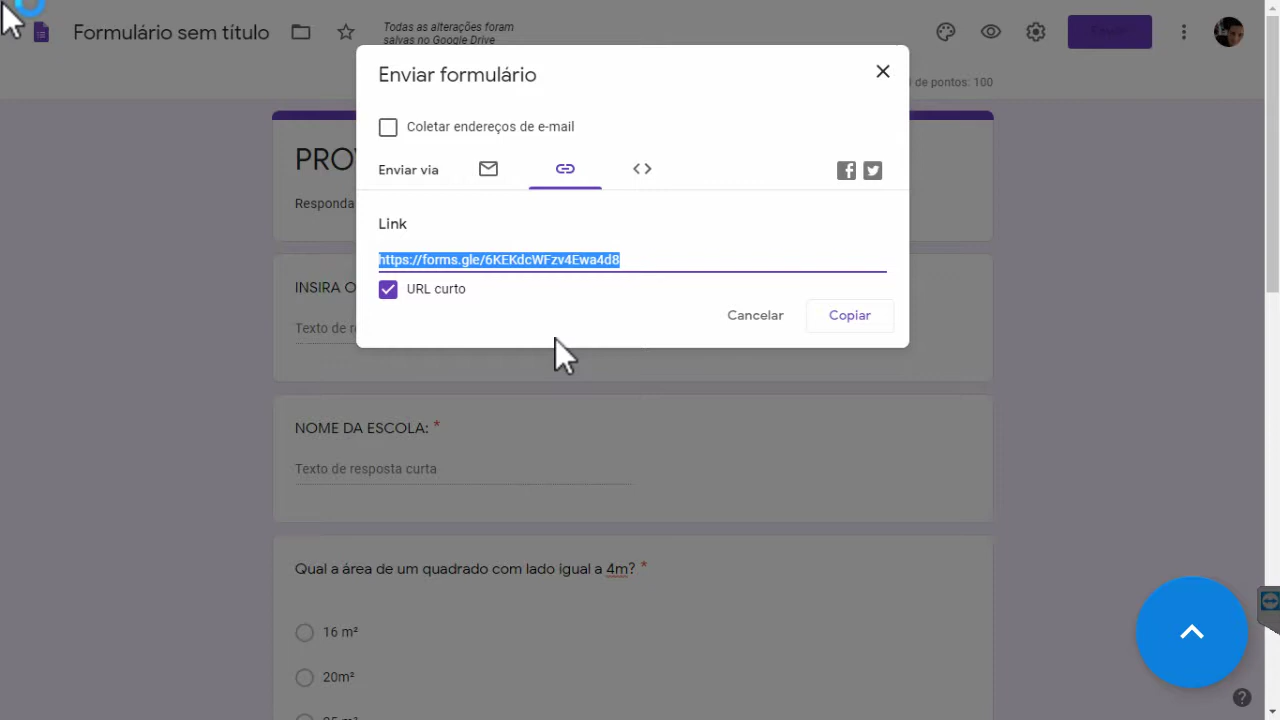 Formulário sem título
Todas as alterações foram
salvas no Google Drive
de pontos: 100
Enviar formulário
Coletar endereços de e-mail
Enviar via
Link
https://forms.gle/6KEKdcWFzv4Ewa4d8
URL curto
Cancelar
Copiar
PRO
Responda
INSIRA O
Texto de r
NOME DA ESCOLA: *
Texto de resposta curta
Qual a área de um quadrado com lado igual a 4m? *
16 m²
20m²